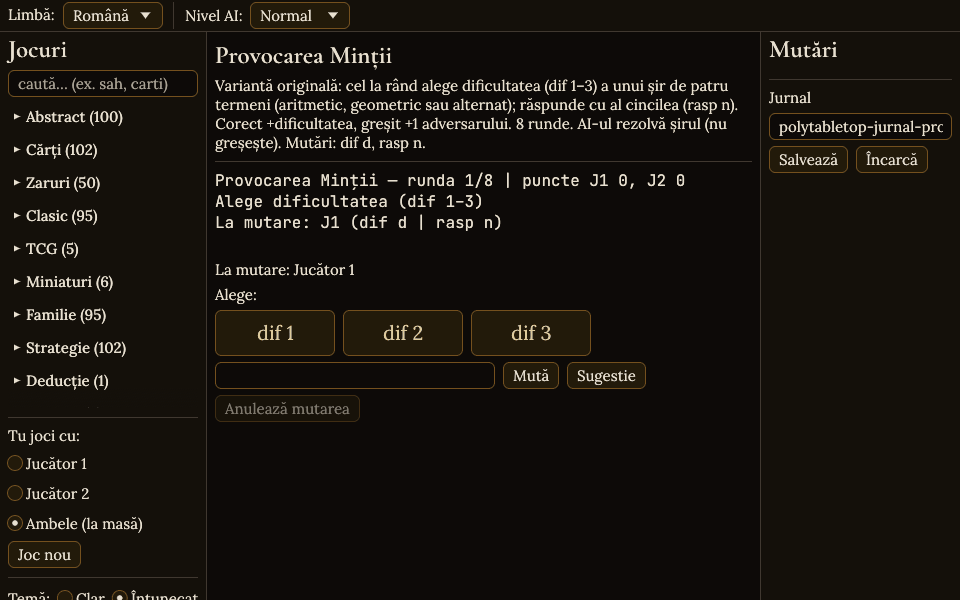 Limbă: Română ▼ Nivel AI: Normal ▼
Jocuri
caută... (ex. sah, carti)
▸ Abstract (100)
▸ Cărți (102)
▸ Zaruri (50)
▸ Clasic (95)
▸ TCG (5)
▸ Miniaturi (6)
▸ Familie (95)
▸ Strategie (102)
▸ Deducție (1)
Tu joci cu:
Jucător 1
Jucător 2
Ambele (la masă)
Joc nou
Temă: Clar Întunecat
Provocarea Minții
Variantă originală: cel la rând alege dificultatea (dif 1–3) a unui șir de patru
termeni (aritmetic, geometric sau alternat); răspunde cu al cincilea (rasp n).
Corect +dificultatea, greșit +1 adversarului. 8 runde. AI-ul rezolvă șirul (nu
greșește). Mutări: dif d, rasp n.
Provocarea Minții — runda 1/8 | puncte J1 0, J2 0
Alege dificultatea (dif 1–3)
La mutare: J1 (dif d | rasp n)
La mutare: Jucător 1
Alege:
dif 1 dif 2 dif 3
Mută Sugestie
Anulează mutarea
Mutări
Jurnal
polytabletop-jurnal-prc
Salvează Încarcă